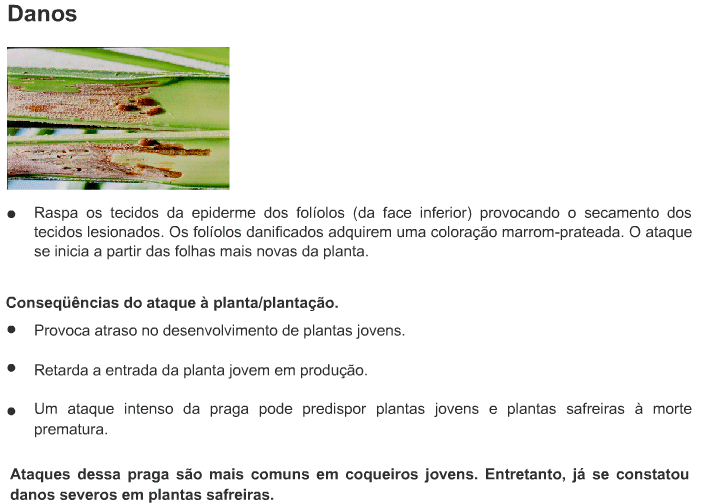 Danos
● Raspa os tecidos da epiderme dos folíolos (da face inferior) provocando o secamento dos
tecidos lesionados. Os folíolos danificados adquirem uma coloração marrom-prateada. O ataque
se inicia a partir das folhas mais novas da planta.
Conseqüências do ataque à planta/plantação.
● Provoca atraso no desenvolvimento de plantas jovens.
● Retarda a entrada da planta jovem em produção.
● Um ataque intenso da praga pode predispor plantas jovens e plantas safreiras à morte
prematura.
Ataques dessa praga são mais comuns em coqueiros jovens. Entretanto, já se constatou
danos severos em plantas safreiras.